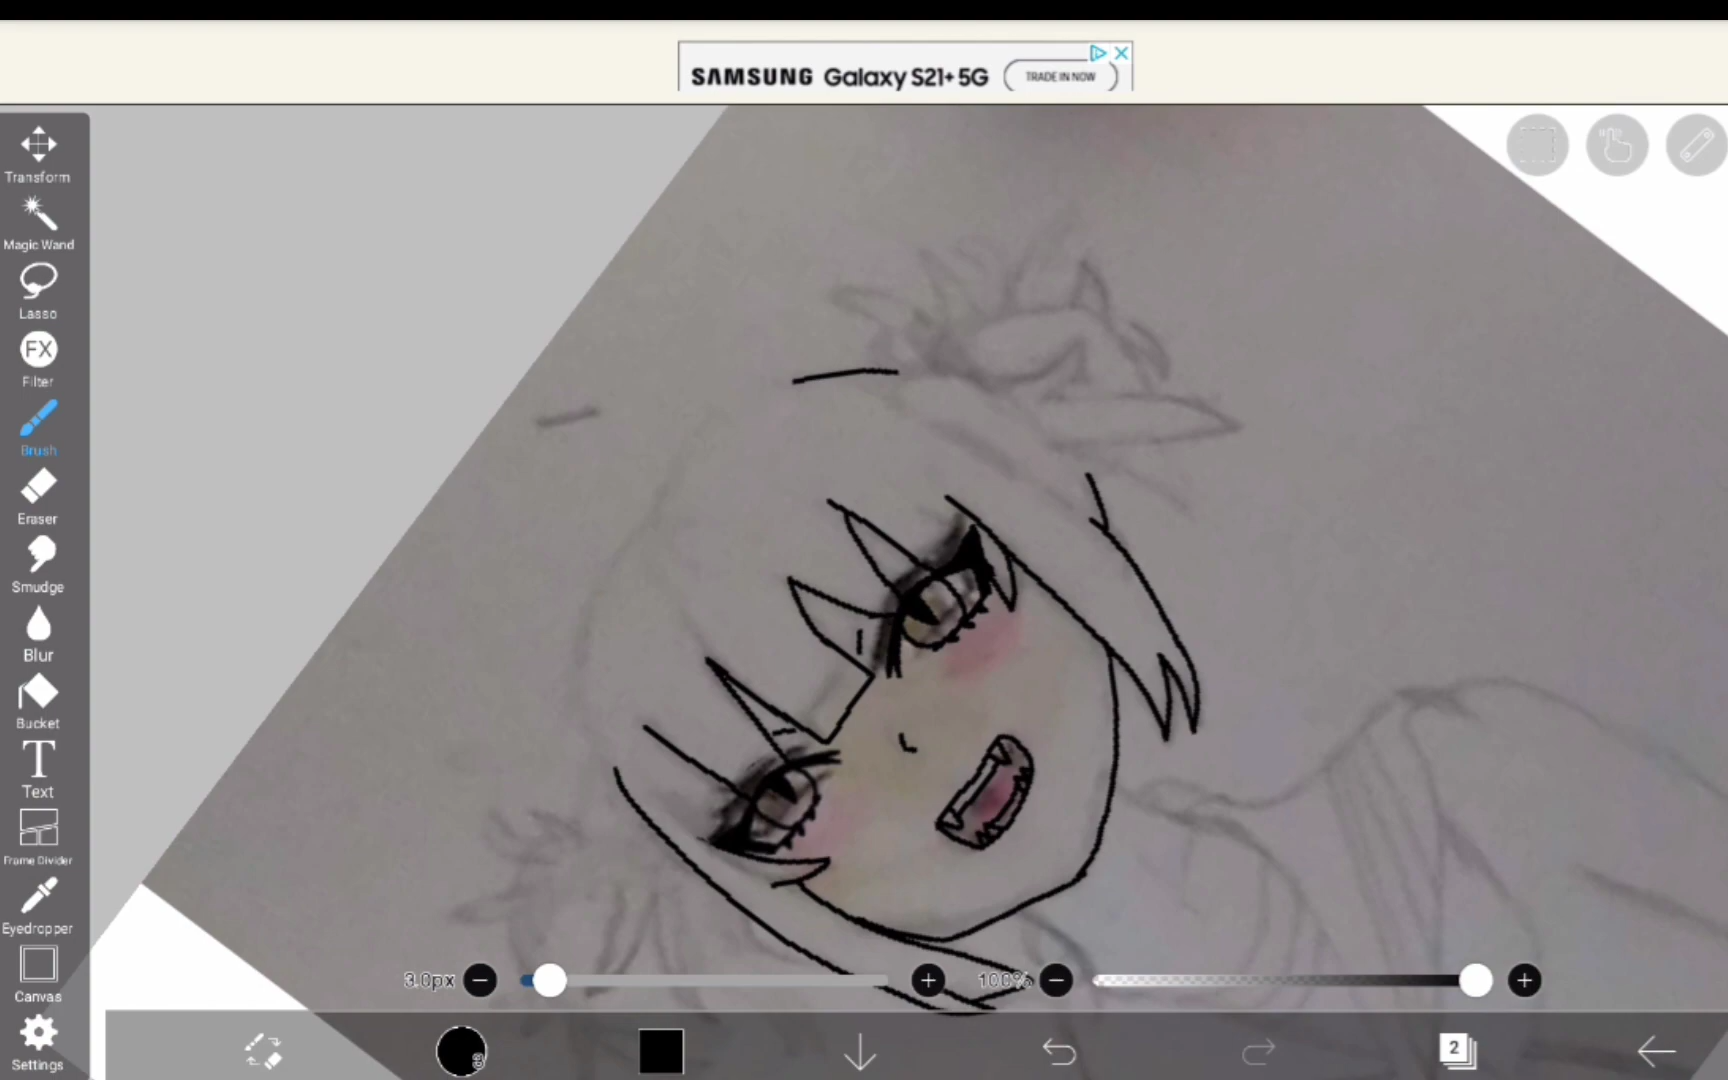 SAMSUNG Galaxy S21+ 5G
TRADE IN NOW
Transform
Magic Wand
Lasso
FX
Filter
Brush
Eraser
Smudge
Blur
Bucket
T
Text
Frame Divider
Eyedropper
Canvas
Settings
3.0px
100%
3
2